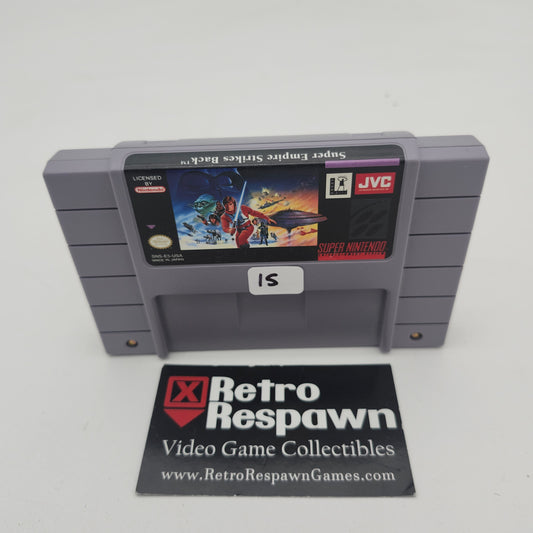 Super Empire Strikes Back™
LICENSED
BY
Nintendo
JVC
SNS-ES-USA
MADE IN JAPAN
SUPER NINTENDO
15
X Retro
Respawn
Video Game Collectibles
www.RetroRespawnGames.com